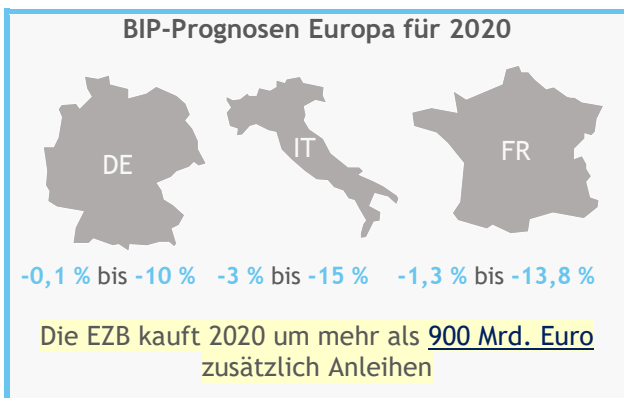 BIP-Prognosen Europa für 2020
DE IT FR
-0,1 % bis -10 % -3 % bis -15 % -1,3 % bis -13,8 %
Die EZB kauft 2020 um mehr als 900 Mrd. Euro
zusätzlich Anleihen